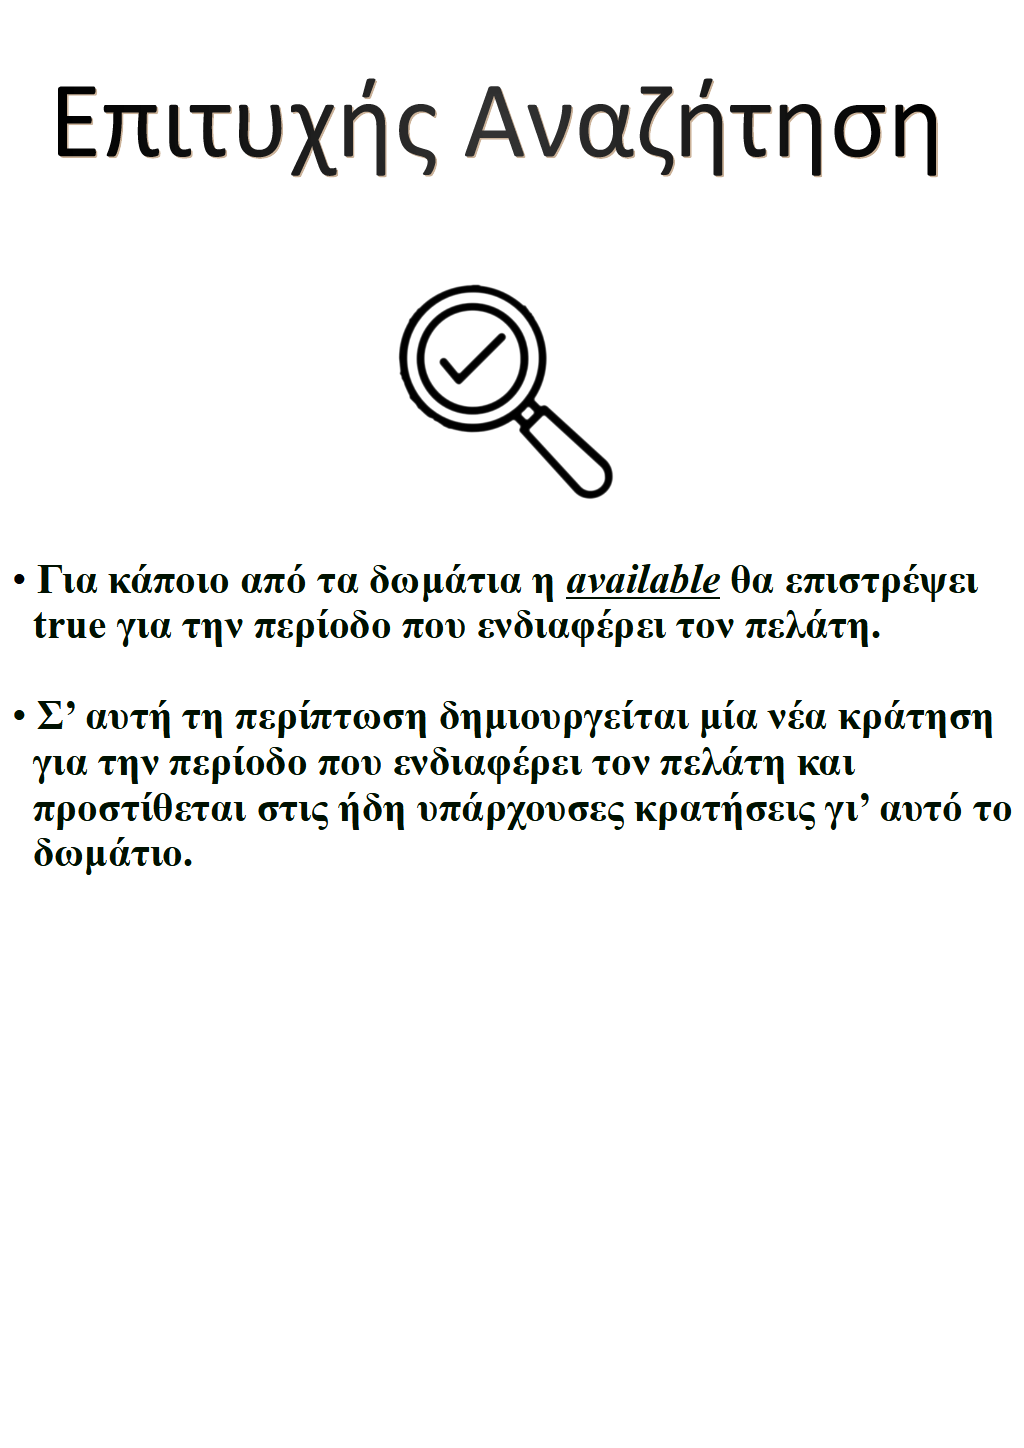 Επιτυχής Αναζήτηση
• Για κάποιο από τα δωμάτια η available θα επιστρέψει
true για την περίοδο που ενδιαφέρει τον πελάτη.
• Σ’ αυτή τη περίπτωση δημιουργείται μία νέα κράτηση
για την περίοδο που ενδιαφέρει τον πελάτη και
προστίθεται στις ήδη υπάρχουσες κρατήσεις γι’ αυτό το
δωμάτιο.